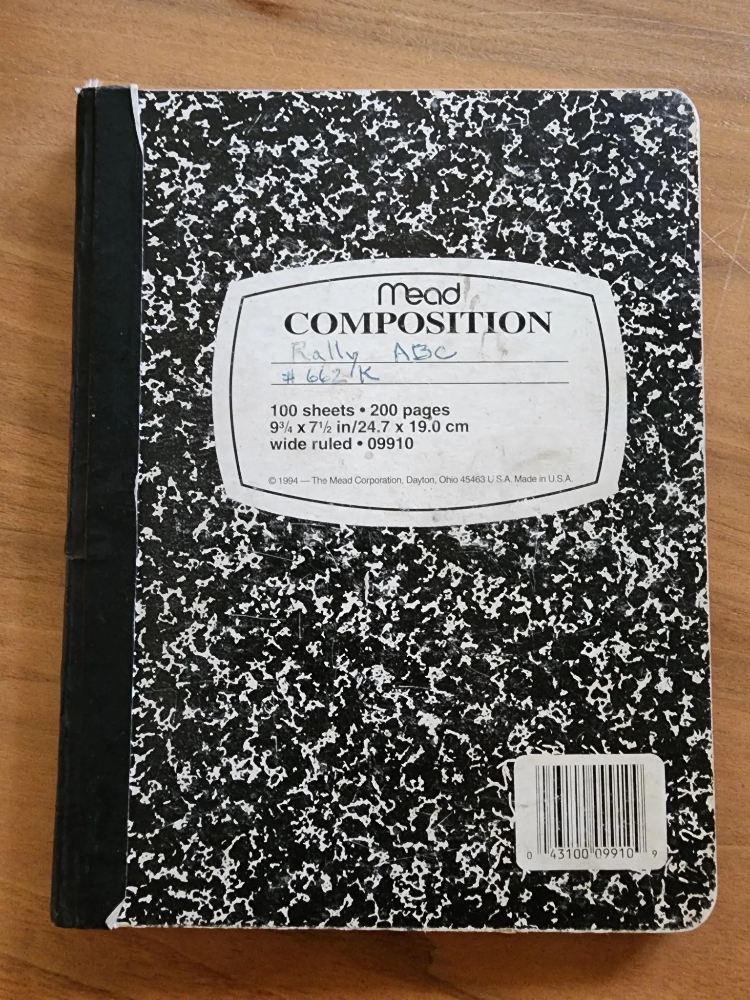 Mead
COMPOSITION
Rally ABC
# 662 K
100 sheets • 200 pages
9¾ x 7½ in/24.7 x 19.0 cm
wide ruled • 09910
© 1994 — The Mead Corporation, Dayton, Ohio 45463 U S.A. Made in U.S.A.
0 43100 09910 9